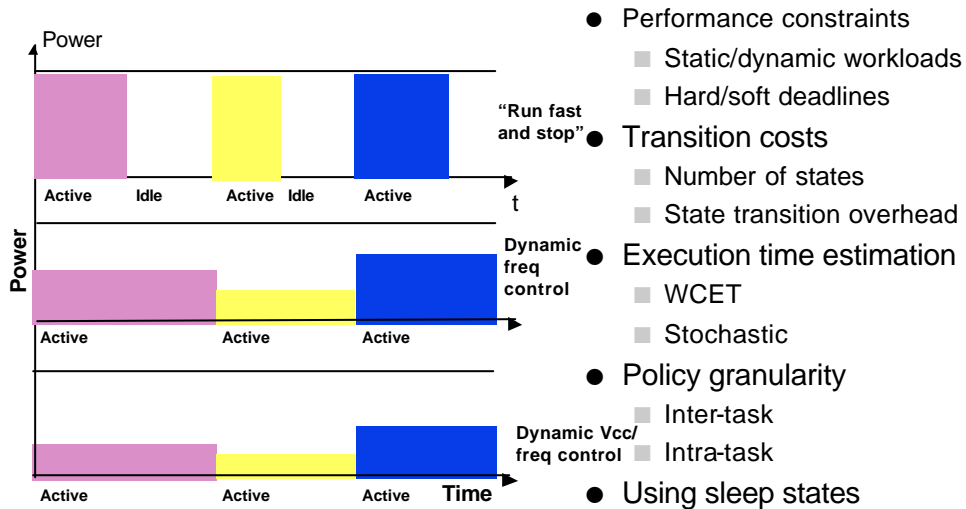 Power
“Run fast
and stop”
Active Idle Active Idle Active
t
Dynamic
freq
control
Power
Active Active Active
Dynamic Vcc/
freq control
Active Active Active Time
● Performance constraints
■ Static/dynamic workloads
■ Hard/soft deadlines
● Transition costs
■ Number of states
■ State transition overhead
● Execution time estimation
■ WCET
■ Stochastic
● Policy granularity
■ Inter-task
■ Intra-task
● Using sleep states